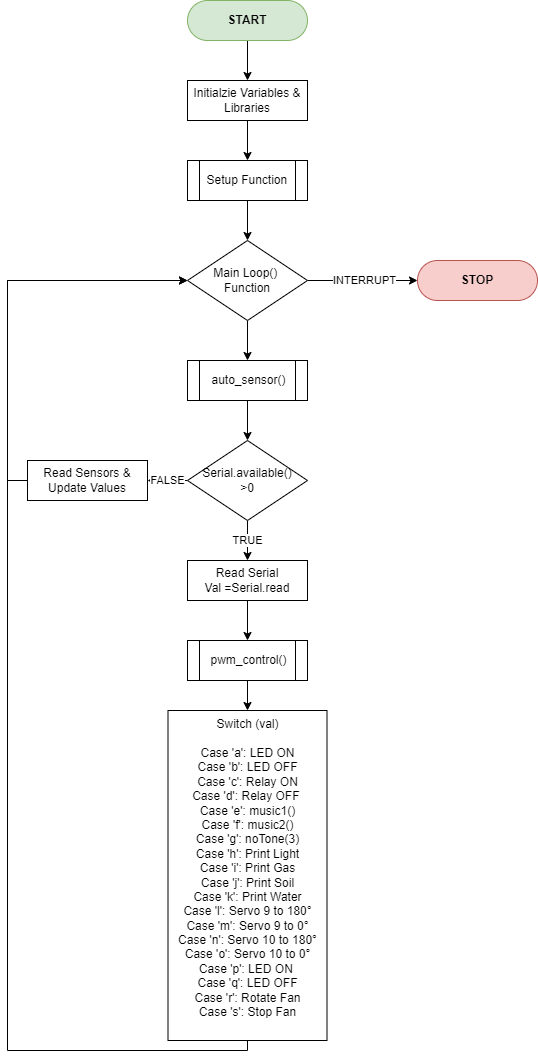 START
Initialzie Variables &
Libraries
Setup Function
Main Loop()
Function
INTERRUPT
STOP
auto_sensor()
Serial.available()
>0
FALSE
Read Sensors &
Update Values
TRUE
Read Serial
Val =Serial.read
pwm_control()
Switch (val)
Case 'a': LED ON
Case 'b': LED OFF
Case 'c': Relay ON
Case 'd': Relay OFF
Case 'e': music1()
Case 'f': music2()
Case 'g': noTone(3)
Case 'h': Print Light
Case 'i': Print Gas
Case 'j': Print Soil
Case 'k': Print Water
Case 'l': Servo 9 to 180°
Case 'm': Servo 9 to 0°
Case 'n': Servo 10 to 180°
Case 'o': Servo 10 to 0°
Case 'p': LED ON
Case 'q': LED OFF
Case 'r': Rotate Fan
Case 's': Stop Fan